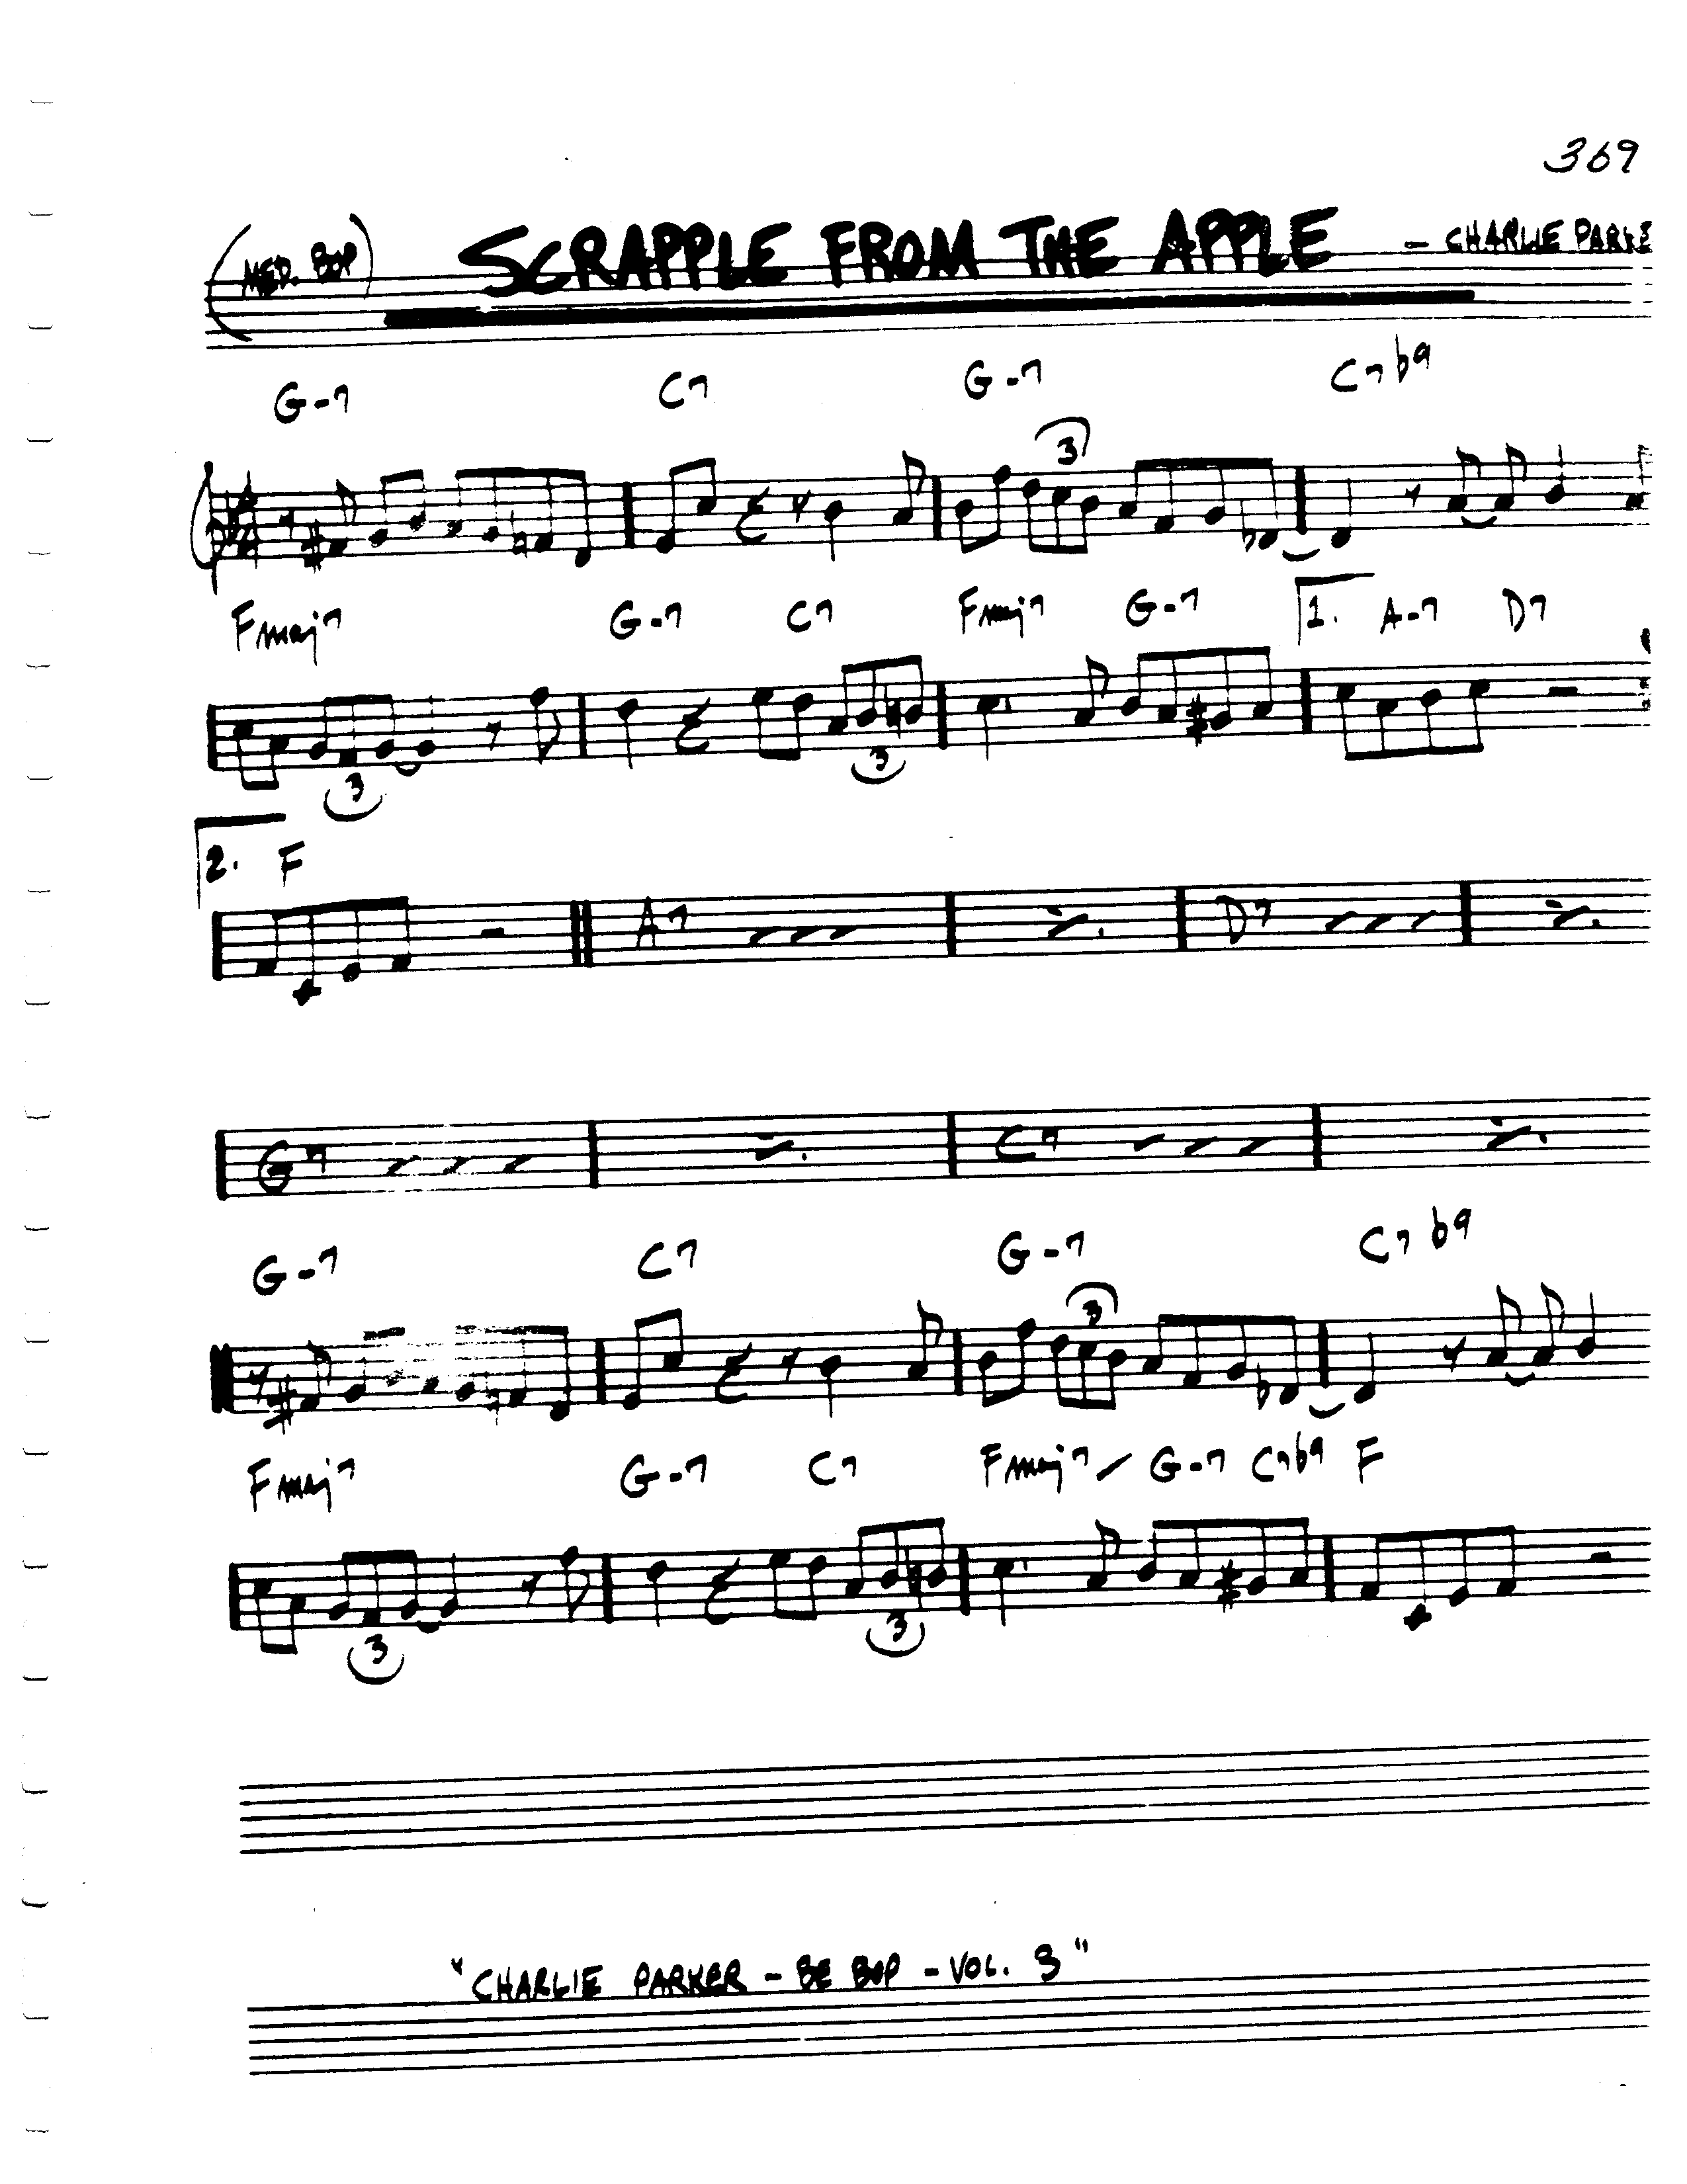 369
(MED. BOP) SCRAPPLE FROM THE APPLE - CHARLIE PARKE
G-7 C7 G-7 C7b9
3
Fmaj7 G-7 C7 Fmaj7 G-7 1. A-7 D7
3 3
2. F
A7 D7
G7 C7
G-7 C7 G-7 C7b9
3
Fmaj7 G-7 C7 Fmaj7 / G-7 C7b9 F
3 3
"CHARLIE PARKER - BE BOP - VOL. 3"